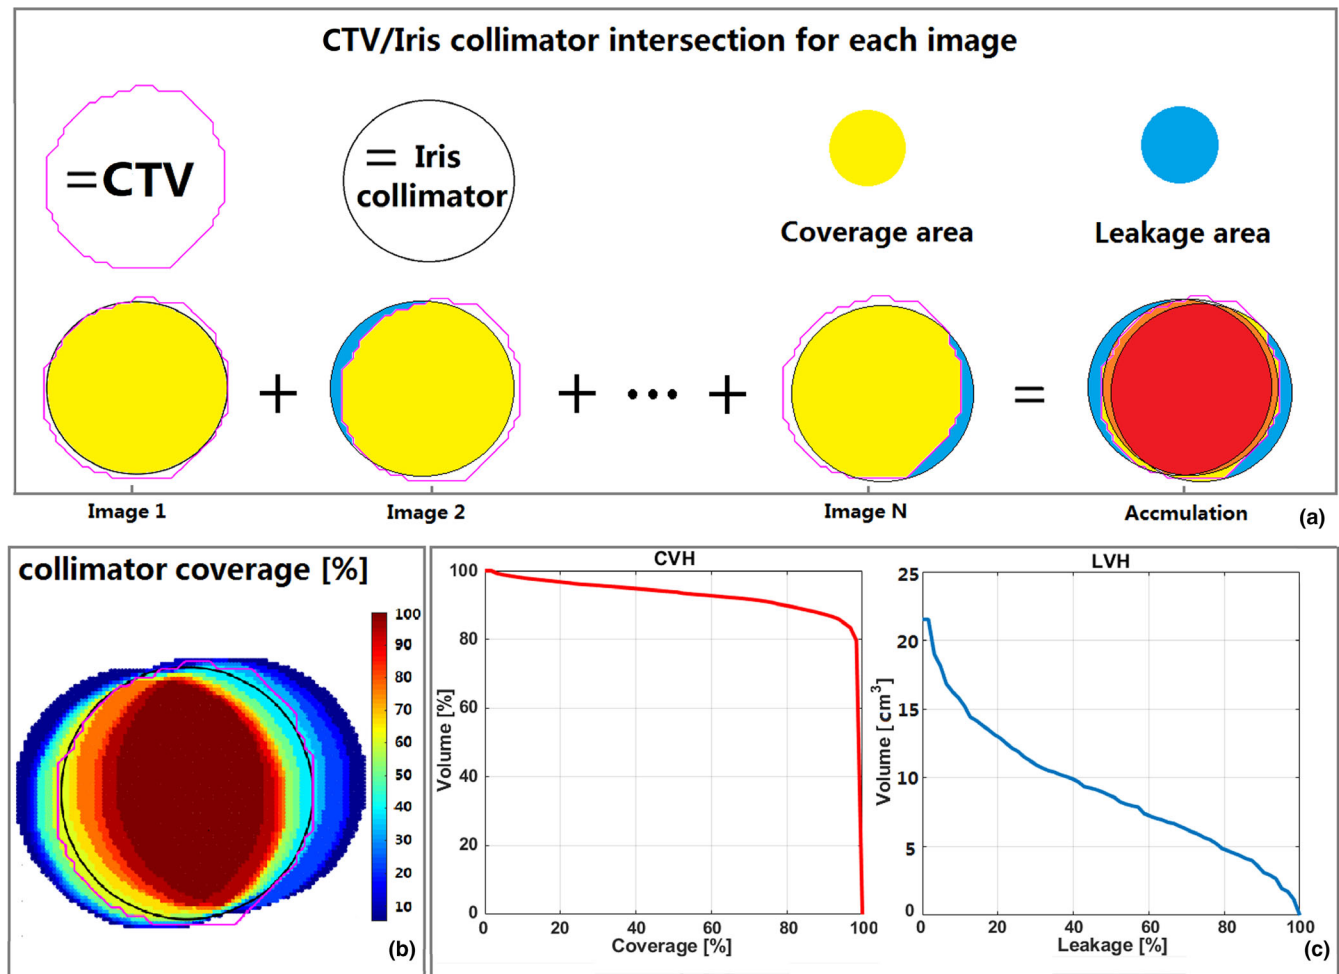 CTV/Iris collimator intersection for each image
=CTV
= Iris
collimator
Coverage area
Leakage area
+
+ ... +
=
Image 1
Image 2
Image N
Accmulation
(a)
collimator coverage [%]
100
90
80
70
60
50
40
30
20
10
(b)
CVH
100
80
60
40
20
0
Volume [%]
0 20 40 60 80 100
Coverage [%]
LVH
25
20
15
10
5
0
Volume [cm³]
0 20 40 60 80 100
Leakage [%]
(c)